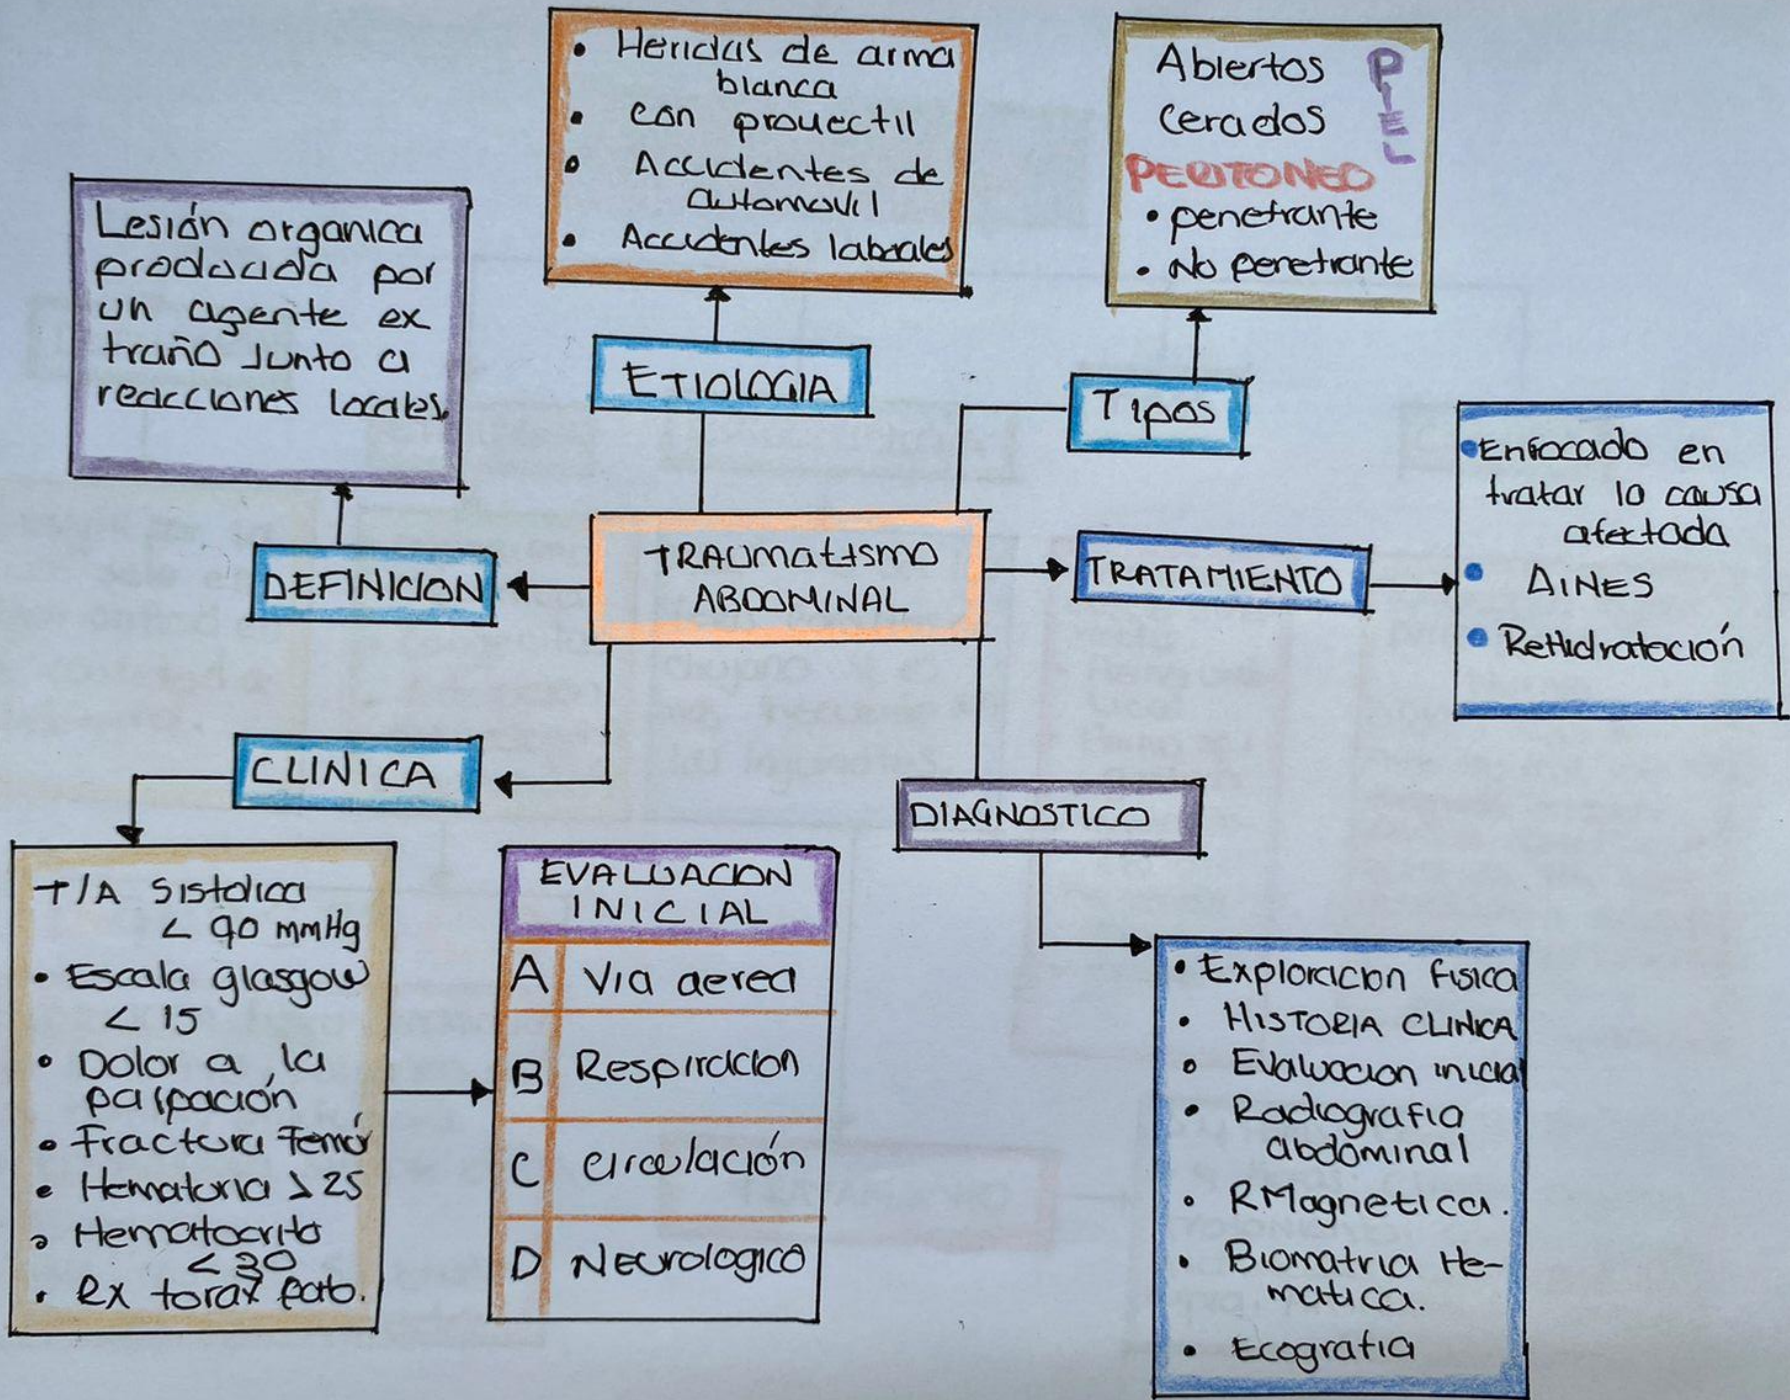 • Heridas de arma
blanca
• con proyectil
• Accidentes de
automovil
• Accidentes laborales
Abiertos
Cerados
PIEL
PERITONEO
• penetrante
• No penetrante
Lesión organica
producida por
un agente ex
traño Junto a
reacciones locales.
ETIOLOGIA
TIPOS
• Enfocado en
tratar la causa
afectada
• AINES
• ReHidratación
DEFINICION
TRAUMATISMO
ABDOMINAL
TRATAMIENTO
CLINICA
DIAGNOSTICO
T/A Sistolica
< 90 mmHg
• Escala glasgow
< 15
• Dolor a la
palpación
• Fractura Femúr
• Hematuria > 25
• Hematocrito
< 30
• RX torax pato.
EVALUACION
INICIAL
A Via aerea
B Respiracion
C circulación
D Neurologico
• Exploracion fisica
• HISTORIA CLINICA
• Evaluacion inicial
• Radiografia
abdominal
• RMagnetica.
• Biomatria He-
matica.
• Ecografia